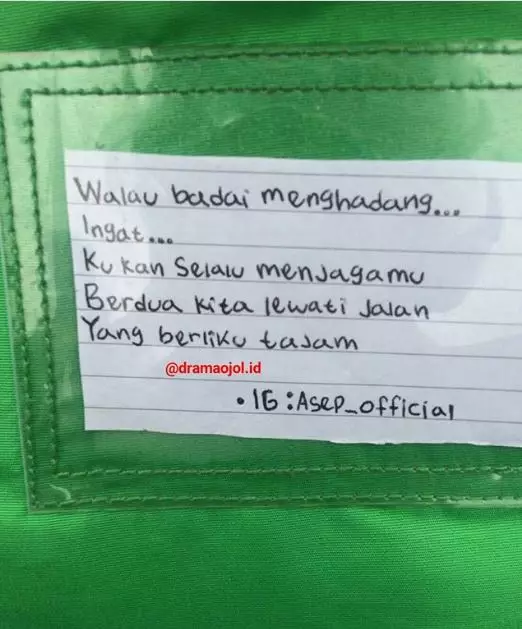 Walau badai menghadang...
Ingat...
Ku kan Selalu menjagamu
Berdua kita lewati Jalan
Yang berliku tajam
@dramaojol.id
• IG : Asep_official